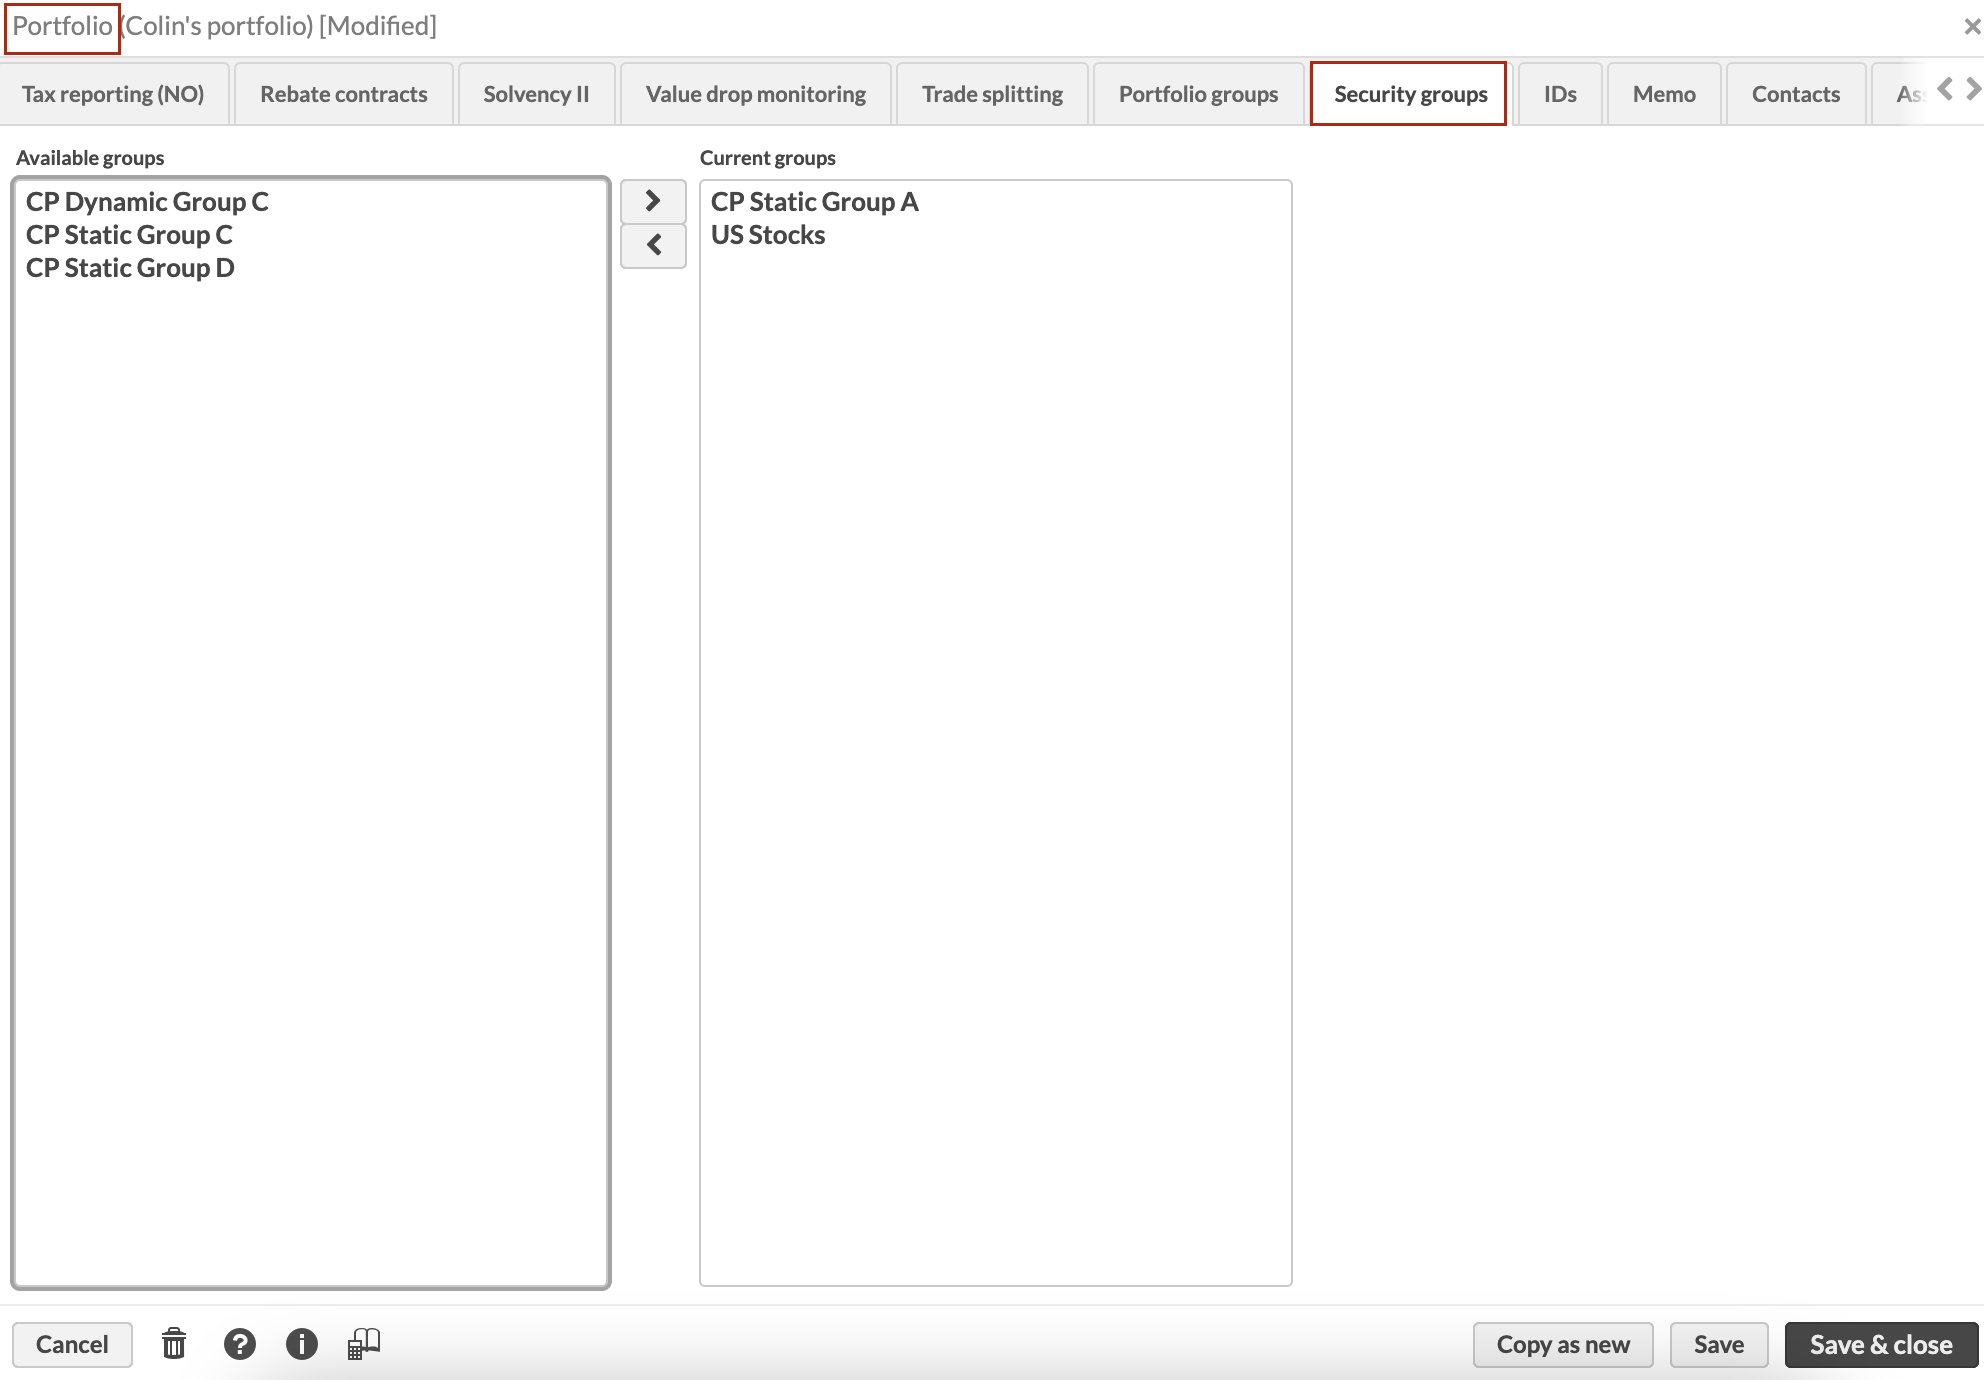 Portfolio (Colin's portfolio) [Modified]
Tax reporting (NO) Rebate contracts Solvency II Value drop monitoring Trade splitting Portfolio groups Security groups IDs Memo Contacts
Available groups
CP Dynamic Group C
CP Static Group C
CP Static Group D
Current groups
CP Static Group A
US Stocks
Cancel Copy as new Save Save & close